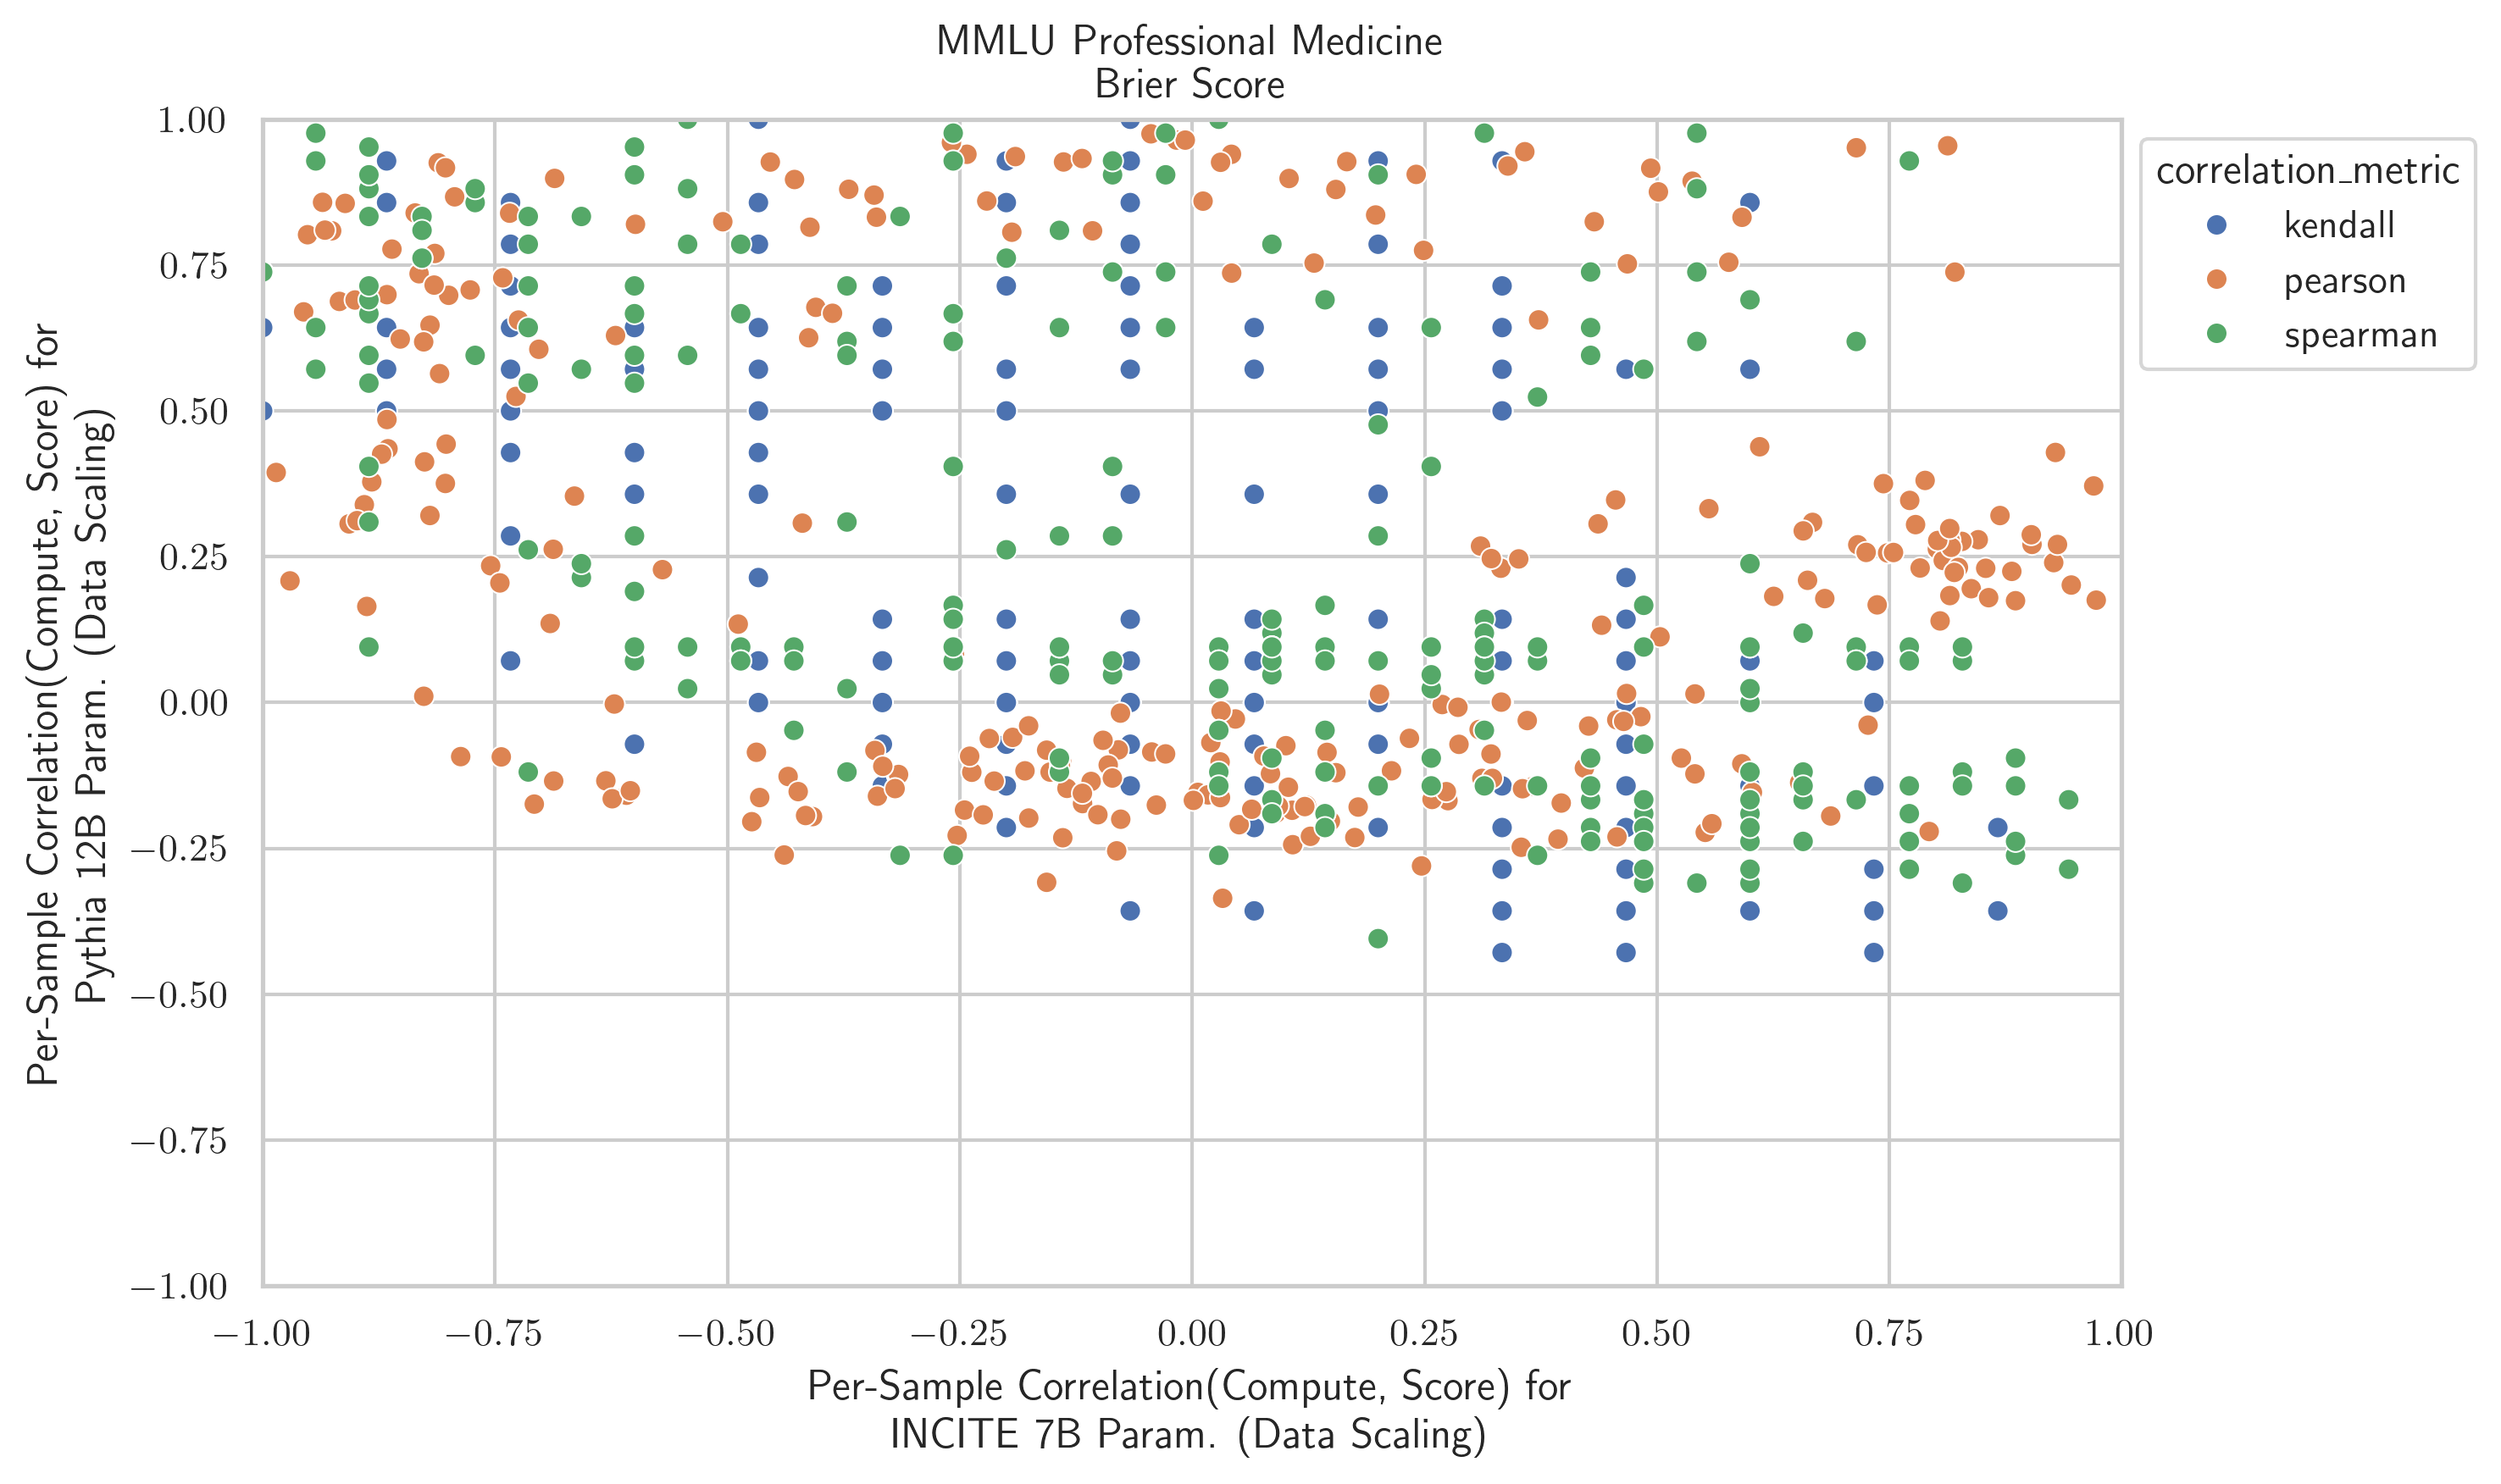 MMLU Professional Medicine
Brier Score
Per-Sample Correlation(Compute, Score) for
Pythia 12B Param. (Data Scaling)
1.00
0.75
0.50
0.25
0.00
−0.25
−0.50
−0.75
−1.00
−1.00 −0.75 −0.50 −0.25 0.00 0.25 0.50 0.75 1.00
Per-Sample Correlation(Compute, Score) for
INCITE 7B Param. (Data Scaling)
correlation_metric
kendall
pearson
spearman